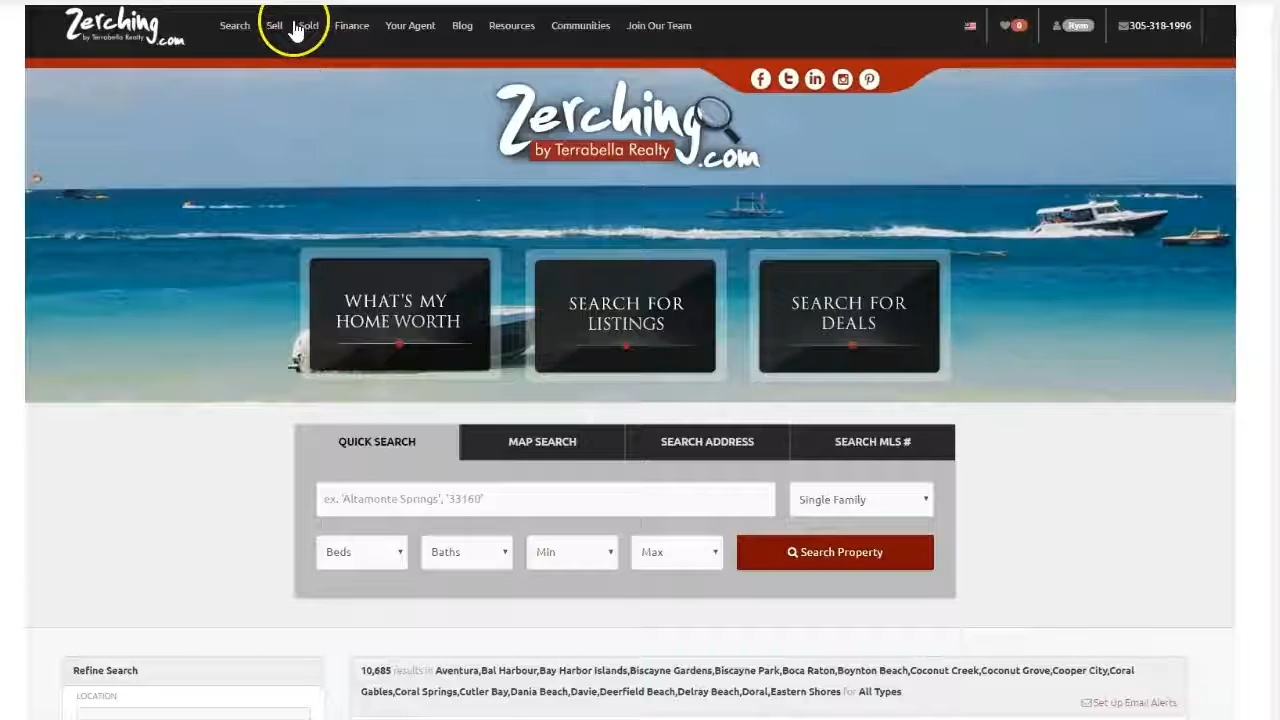 Zerching.com
by Terrabella Realty
Search Sell Sold Finance Your Agent Blog Resources Communities Join Our Team
0 Ryan 305-318-1996
Zerching.com
by Terrabella Realty
WHAT'S MY
HOME WORTH
SEARCH FOR
LISTINGS
SEARCH FOR
DEALS
QUICK SEARCH MAP SEARCH SEARCH ADDRESS SEARCH MLS #
ex. 'Altamonte Springs', '33160' Single Family
Beds Baths Min Max Search Property
Refine Search
LOCATION
10,685 results in Aventura,Bal Harbour,Bay Harbor Islands,Biscayne Gardens,Biscayne Park,Boca Raton,Boynton Beach,Coconut Creek,Coconut Grove,Cooper City,Coral
Gables,Coral Springs,Cutler Bay,Dania Beach,Davie,Deerfield Beach,Delray Beach,Doral,Eastern Shores for All Types
Set up Email Alerts